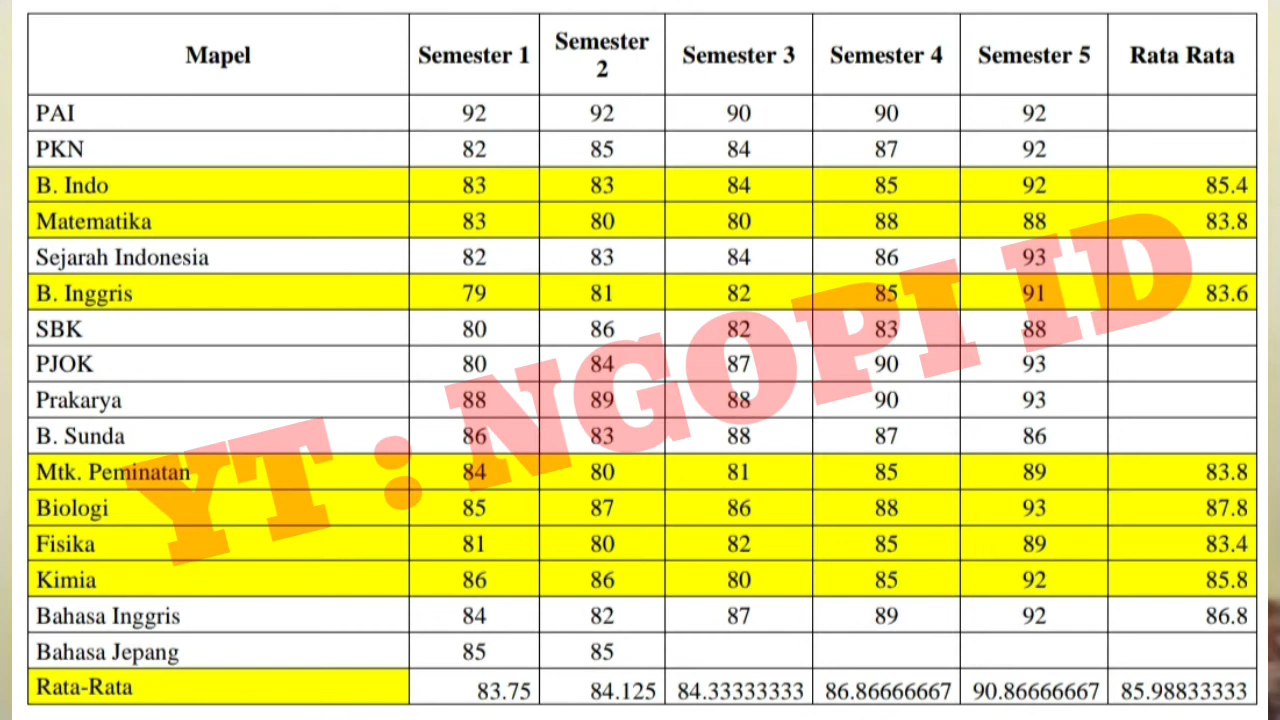 Mapel Semester 1 Semester 2 Semester 3 Semester 4 Semester 5 Rata Rata
PAI 92 92 90 90 92
PKN 82 85 84 87 92
B. Indo 83 83 84 85 92 85.4
Matematika 83 80 80 88 88 83.8
Sejarah Indonesia 82 83 84 86 93
B. Inggris 79 81 82 85 91 83.6
SBK 80 86 82 83 88
PJOK 80 84 87 90 93
Prakarya 88 89 88 90 93
B. Sunda 86 83 88 87 86
Mtk. Peminatan 84 80 81 85 89 83.8
Biologi 85 87 86 88 93 87.8
Fisika 81 80 82 85 89 83.4
Kimia 86 86 80 85 92 85.8
Bahasa Inggris 84 82 87 89 92 86.8
Bahasa Jepang 85 85
Rata-Rata 83.75 84.125 84.33333333 86.86666667 90.86666667 85.98833333
YT : NGOPI ID